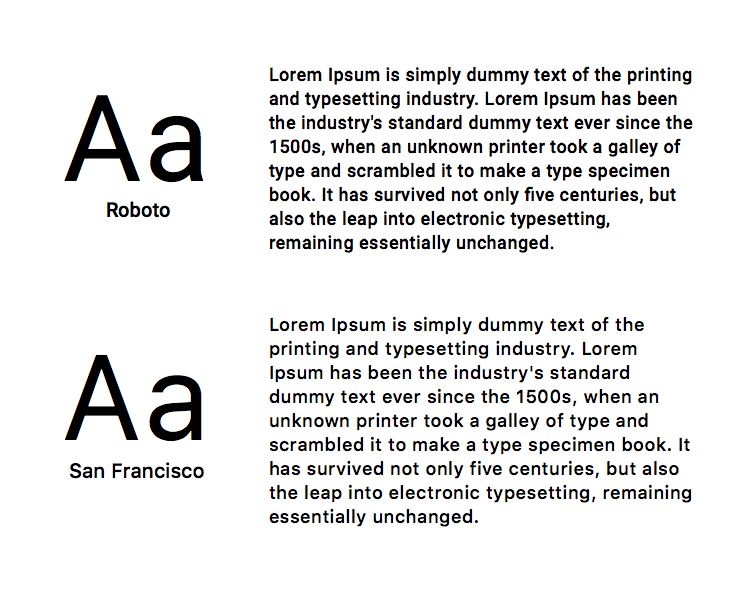 Aa
Roboto
Lorem Ipsum is simply dummy text of the printing
and typesetting industry. Lorem Ipsum has been
the industry's standard dummy text ever since the
1500s, when an unknown printer took a galley of
type and scrambled it to make a type specimen
book. It has survived not only five centuries, but
also the leap into electronic typesetting,
remaining essentially unchanged.
Aa
San Francisco
Lorem Ipsum is simply dummy text of the
printing and typesetting industry. Lorem
Ipsum has been the industry's standard
dummy text ever since the 1500s, when an
unknown printer took a galley of type and
scrambled it to make a type specimen book. It
has survived not only five centuries, but also
the leap into electronic typesetting, remaining
essentially unchanged.